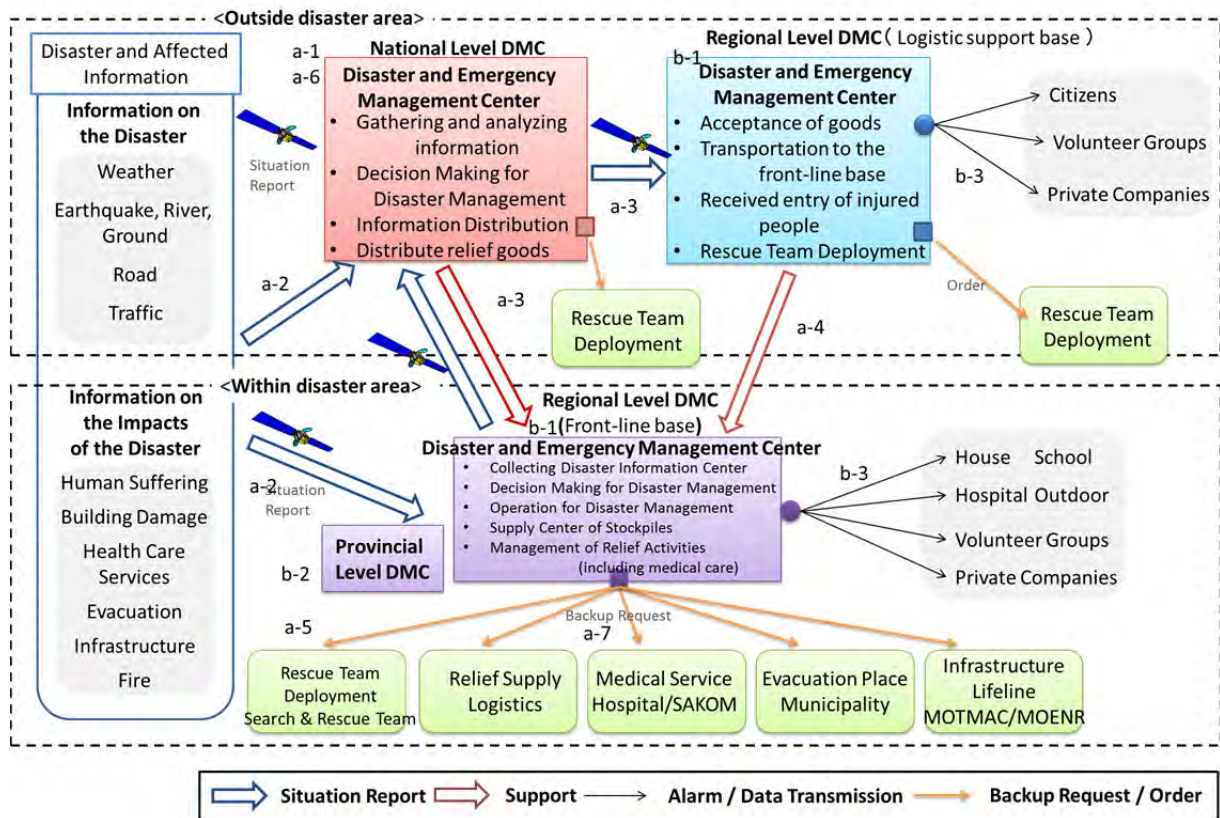 <Outside disaster area>
Disaster and Affected
Information
Information on
the Disaster
Weather
Earthquake, River,
Ground
Road
Traffic
a-1
a-6
National Level DMC
Disaster and Emergency
Management Center
• Gathering and analyzing
information
• Decision Making for
Disaster Management
• Information Distribution
• Distribute relief goods
Situation
Report
a-2
a-3
a-3
Rescue Team
Deployment
Regional Level DMC ( Logistic support base )
b-1
Disaster and Emergency
Management Center
• Acceptance of goods
• Transportation to the
front-line base
• Received entry of injured
people
• Rescue Team Deployment
Citizens
Volunteer Groups
b-3
Private Companies
Order
a-4
Rescue Team
Deployment
<Within disaster area>
Information on
the Impacts
of the Disaster
Human Suffering
Building Damage
Health Care
Services
Evacuation
Infrastructure
Fire
a-2
Situation
Report
Regional Level DMC
b-1(Front-line base)
Disaster and Emergency Management Center
• Collecting Disaster Information Center
• Decision Making for Disaster Management
• Operation for Disaster Management
• Supply Center of Stockpiles
• Management of Relief Activities
(including medical care)
Provincial
Level DMC
b-2
b-3
House School
Hospital Outdoor
Volunteer Groups
Private Companies
Backup Request
a-5
a-7
Rescue Team
Deployment
Search & Rescue Team
Relief Supply
Logistics
Medical Service
Hospital/SAKOM
Evacuation Place
Municipality
Infrastructure
Lifeline
MOTMAC/MOENR
Situation Report
Support
Alarm / Data Transmission
Backup Request / Order